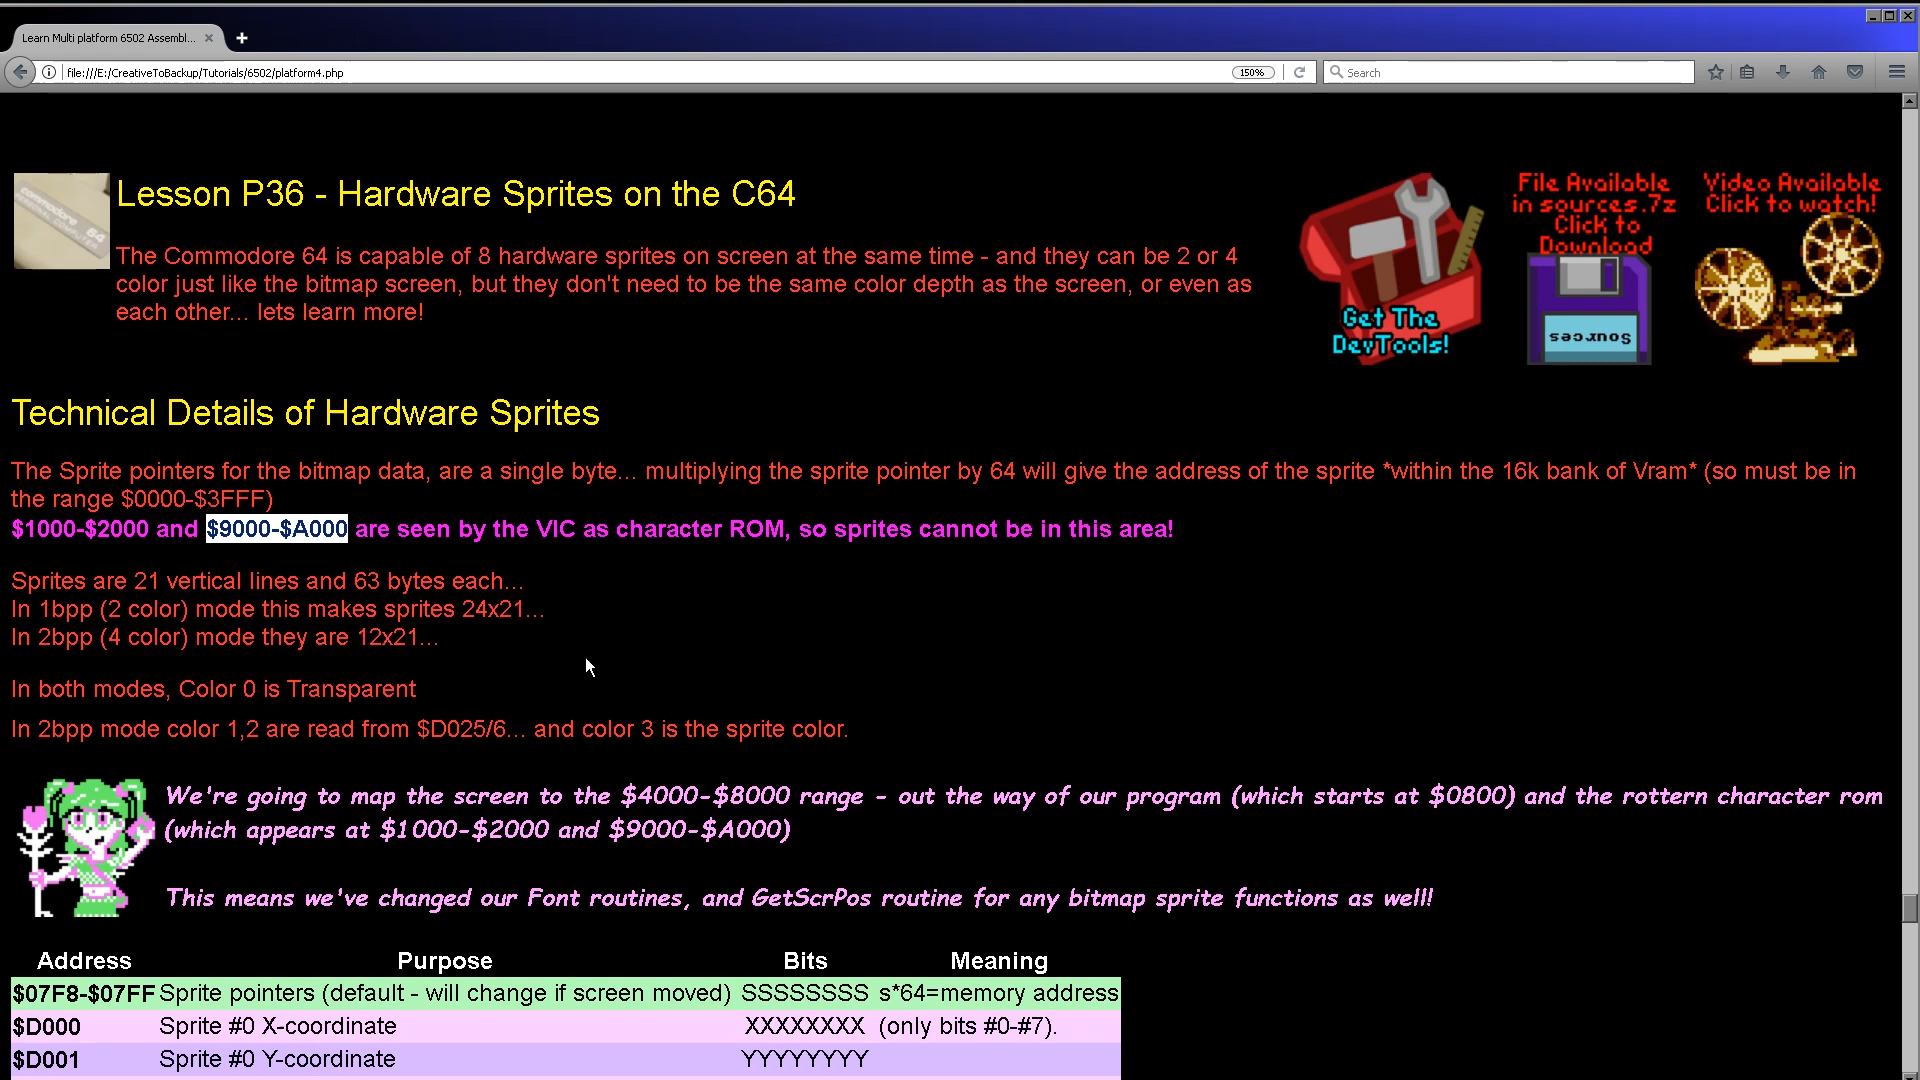 Learn Multi platform 6502 Assembl...
file:///E:/CreativeToBackup/Tutorials/6502/platform4.php
150%
Search
commodore
64
COMPUTER
Lesson P36 - Hardware Sprites on the C64
The Commodore 64 is capable of 8 hardware sprites on screen at the same time - and they can be 2 or 4
color just like the bitmap screen, but they don't need to be the same color depth as the screen, or even as
each other... lets learn more!
Get The
DevTools!
File Available
in sources.7z
Click to
Download
Sources
Video Available
Click to watch!
Technical Details of Hardware Sprites
The Sprite pointers for the bitmap data, are a single byte... multiplying the sprite pointer by 64 will give the address of the sprite *within the 16k bank of Vram* (so must be in
the range $0000-$3FFF)
$1000-$2000 and $9000-$A000 are seen by the VIC as character ROM, so sprites cannot be in this area!
Sprites are 21 vertical lines and 63 bytes each...
In 1bpp (2 color) mode this makes sprites 24x21...
In 2bpp (4 color) mode they are 12x21...
In both modes, Color 0 is Transparent
In 2bpp mode color 1,2 are read from $D025/6... and color 3 is the sprite color.
We're going to map the screen to the $4000-$8000 range - out the way of our program (which starts at $0800) and the rottern character rom
(which appears at $1000-$2000 and $9000-$A000)
This means we've changed our Font routines, and GetScrPos routine for any bitmap sprite functions as well!
Address Purpose Bits Meaning
$07F8-$07FF Sprite pointers (default - will change if screen moved) SSSSSSSS s*64=memory address
$D000 Sprite #0 X-coordinate XXXXXXXX (only bits #0-#7).
$D001 Sprite #0 Y-coordinate YYYYYYYY